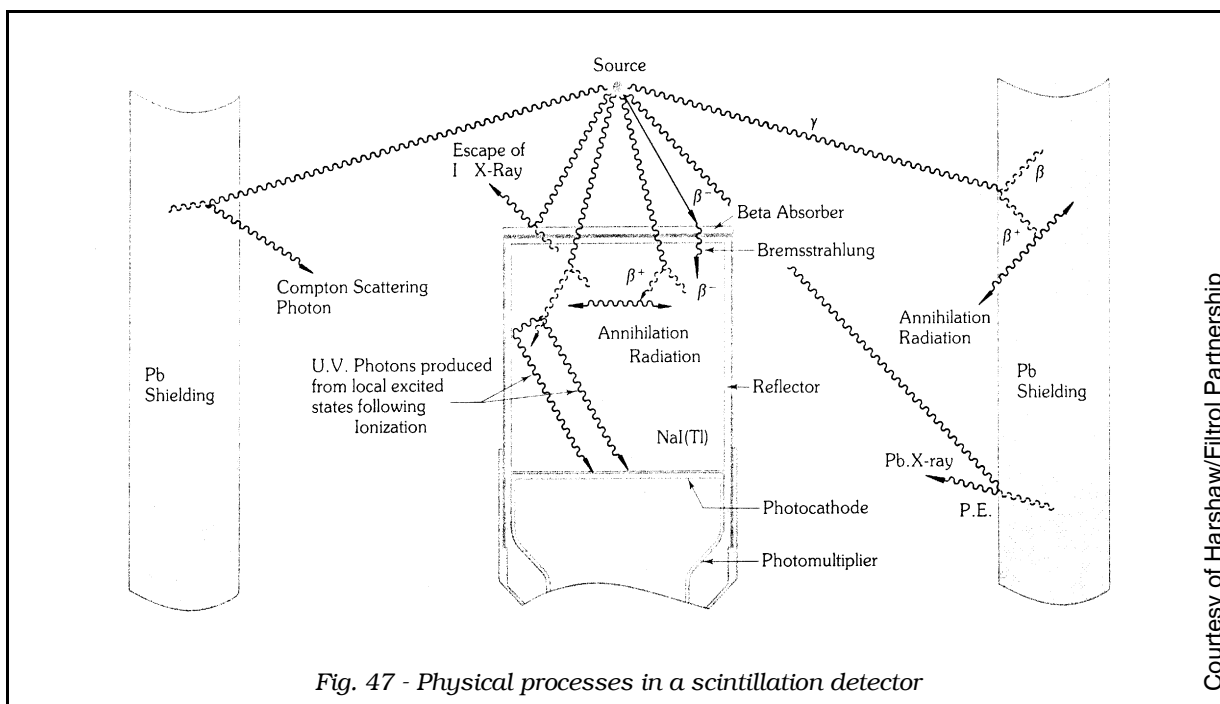 Source
γ
Escape of
I X-Ray
β
β⁻
Beta Absorber
β⁺
Bremsstrahlung
Compton Scattering
Photon
β⁺
β⁻
Annihilation
Radiation
Annihilation
Radiation
U.V. Photons produced
from local excited
states following
Ionization
Pb
Shielding
Pb
Shielding
Reflector
NaI(Tl)
Pb.X-ray
P.E.
Photocathode
Photomultiplier
Fig. 47 - Physical processes in a scintillation detector
Courtesy of Harshaw/Filtrol Partnership